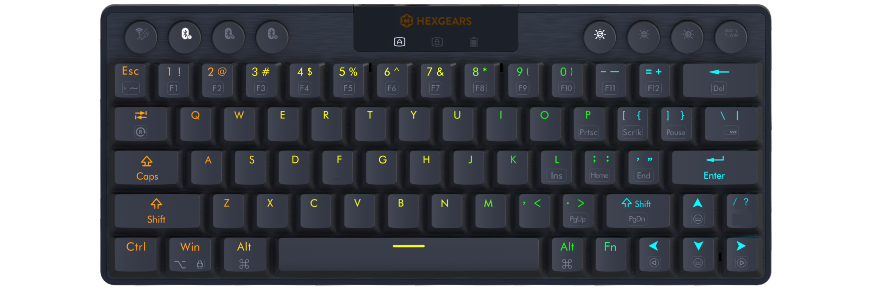 HEXGEARS
A
Esc 1 ! 2 @ 3 # 4 $ 5 % 6 ^ 7 & 8 * 9 ( 0 ) - — = +
F1 F2 F3 F4 F5 F6 F7 F8 F9 F10 F11 F12 Del
Q W E R T Y U I O P [ { ] } \ |
Prtsc Scrlk Pause
Caps A S D F G H J K L ; : ' " Enter
Ins Home End
Shift Z X C V B N M , < . > Shift / ?
PgUp PgDn
Ctrl Win Alt Alt Fn